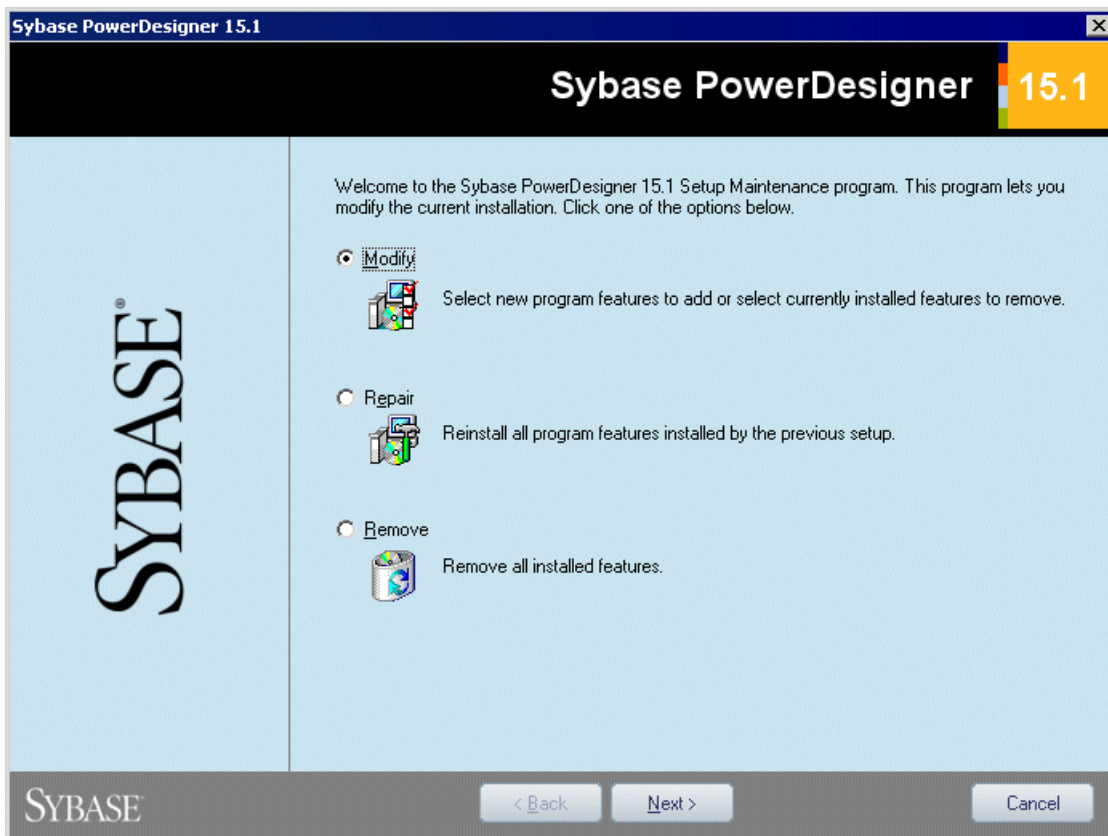 Sybase PowerDesigner 15.1
Sybase PowerDesigner 15.1
Welcome to the Sybase PowerDesigner 15.1 Setup Maintenance program. This program lets you
modify the current installation. Click one of the options below.
Modify
Select new program features to add or select currently installed features to remove.
Repair
Reinstall all program features installed by the previous setup.
Remove
Remove all installed features.
SYBASE®
SYBASE
< Back
Next >
Cancel